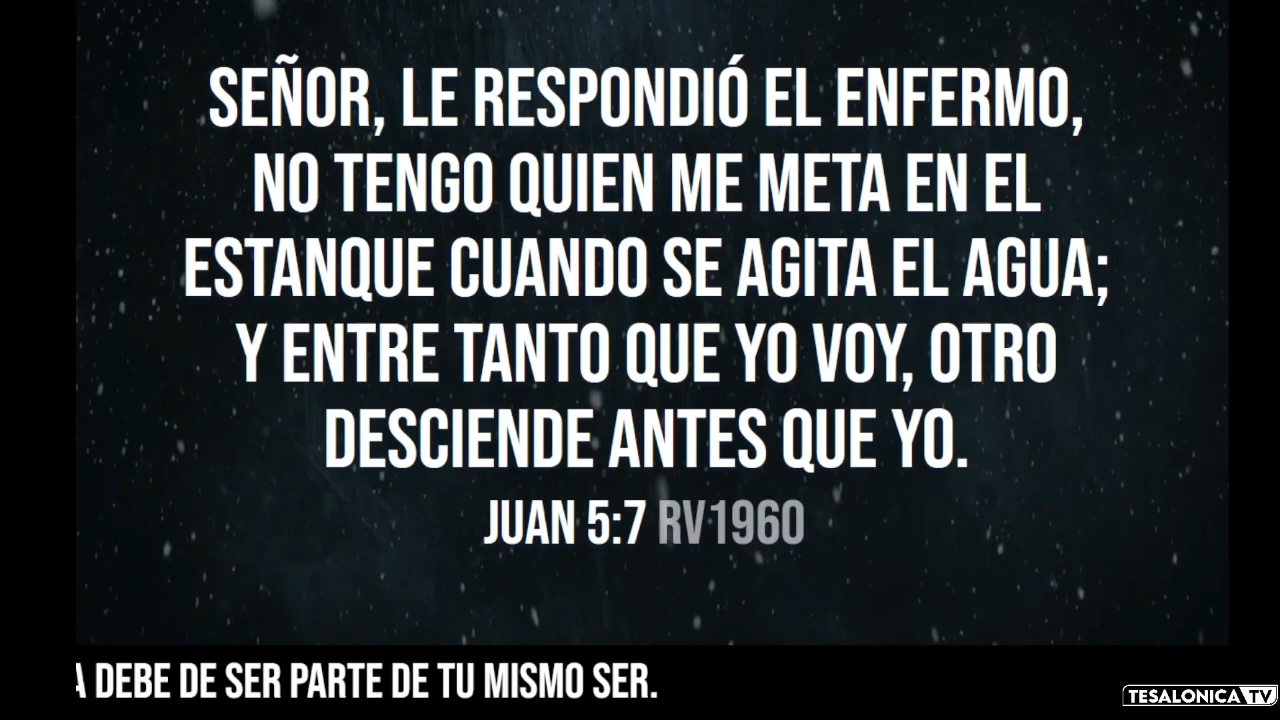 SEÑOR, LE RESPONDIÓ EL ENFERMO,
NO TENGO QUIEN ME META EN EL
ESTANQUE CUANDO SE AGITA EL AGUA;
Y ENTRE TANTO QUE YO VOY, OTRO
DESCIENDE ANTES QUE YO.
JUAN 5:7 RV1960
DEBE DE SER PARTE DE TU MISMO SER.
TESALONICA TV